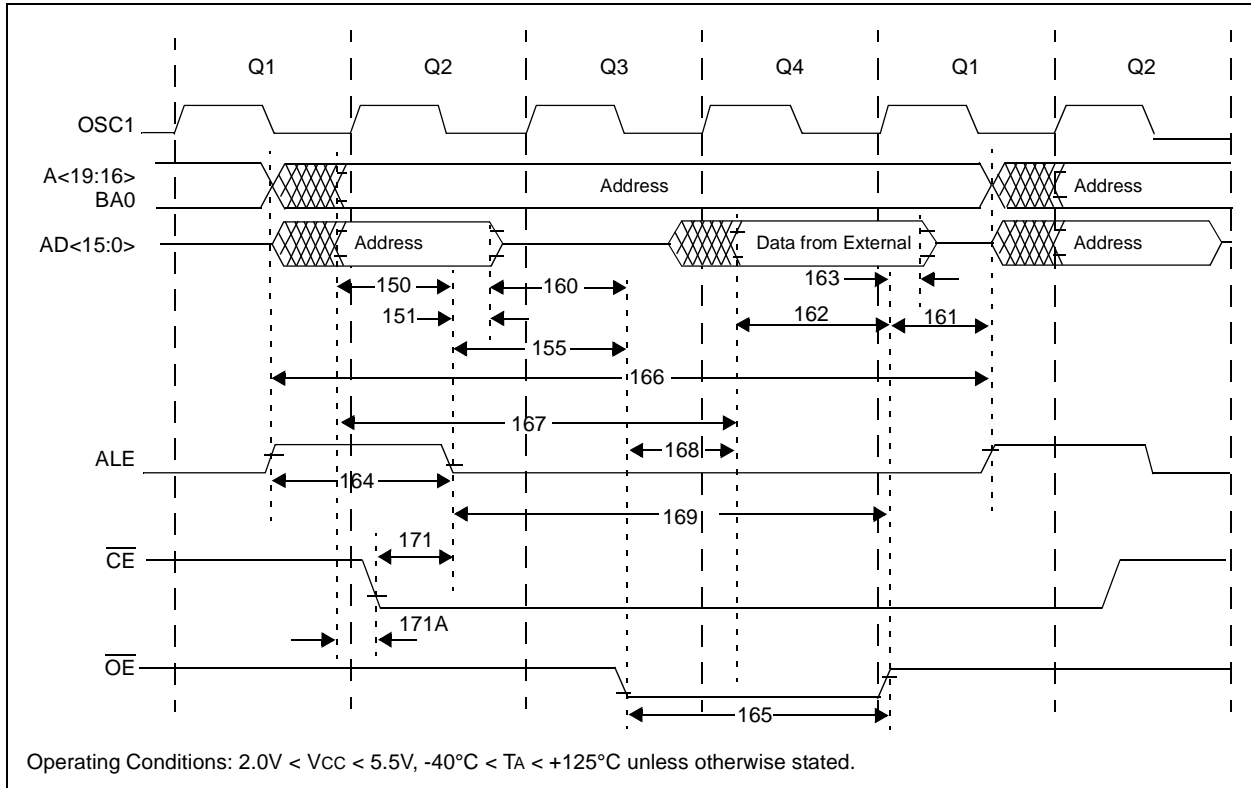 Q1 Q2 Q3 Q4 Q1 Q2
OSC1
A<19:16>
BA0
Address
Address
AD<15:0>
Address
Data from External
Address
150
160
163
151
162
161
155
166
167
ALE
168
164
169
CE
171
171A
OE
165
Operating Conditions: 2.0V < VCC < 5.5V, -40°C < TA < +125°C unless otherwise stated.